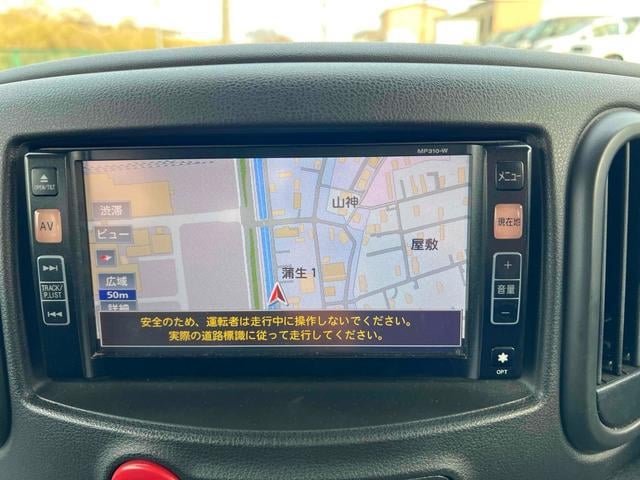 MP310-W
OPEN/TILT
AV
TRACK/
P.LIST
渋滞
ビュー
広域
50m
詳細
山神
屋敷
蒲生1
安全のため、運転者は走行中に操作しないでください。
実際の道路標識に従って走行してください。
メニュー
現在地
+
音量
−
OPT